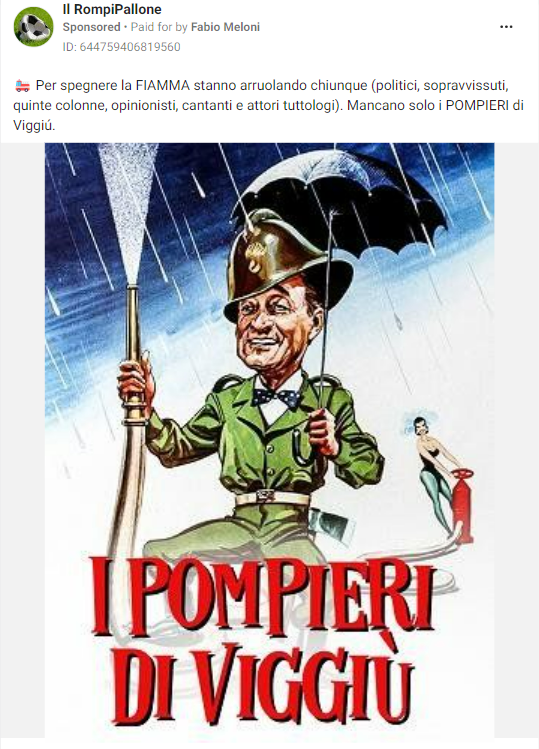 Il RompiPallone
Sponsored • Paid for by Fabio Meloni
ID: 644759406819560
🚒 Per spegnere la FIAMMA stanno arruolando chiunque (politici, sopravvissuti,
quinte colonne, opinionisti, cantanti e attori tuttologi). Mancano solo i POMPIERI di
Viggiú.
I POMPIERI
DI VIGGIÙ